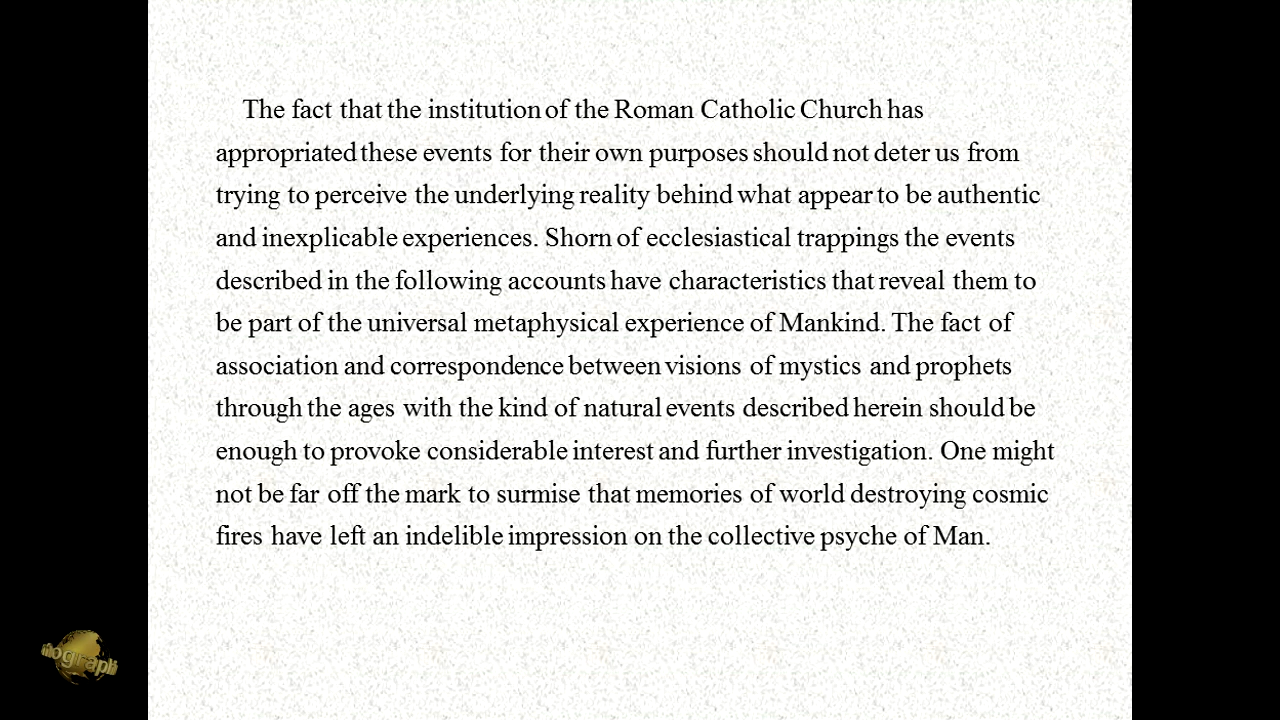 The fact that the institution of the Roman Catholic Church has
appropriated these events for their own purposes should not deter us from
trying to perceive the underlying reality behind what appear to be authentic
and inexplicable experiences. Shorn of ecclesiastical trappings the events
described in the following accounts have characteristics that reveal them to
be part of the universal metaphysical experience of Mankind. The fact of
association and correspondence between visions of mystics and prophets
through the ages with the kind of natural events described herein should be
enough to provoke considerable interest and further investigation. One might
not be far off the mark to surmise that memories of world destroying cosmic
fires have left an indelible impression on the collective psyche of Man.